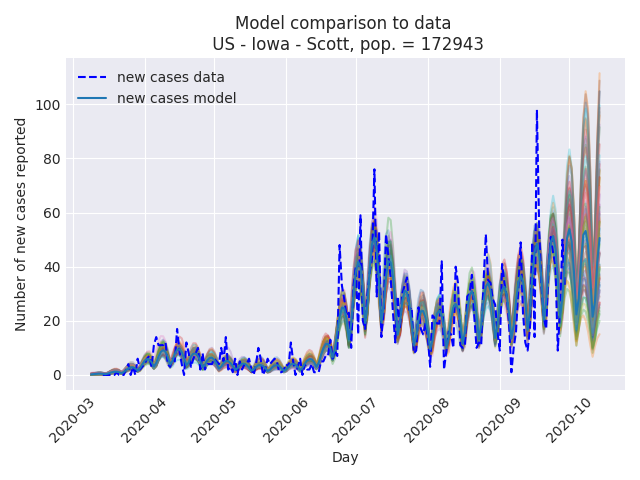 Model comparison to data
US - Iowa - Scott, pop. = 172943
new cases data
new cases model
Number of new cases reported
100
80
60
40
20
0
2020-03
2020-04
2020-05
2020-06
2020-07
2020-08
2020-09
2020-10
Day